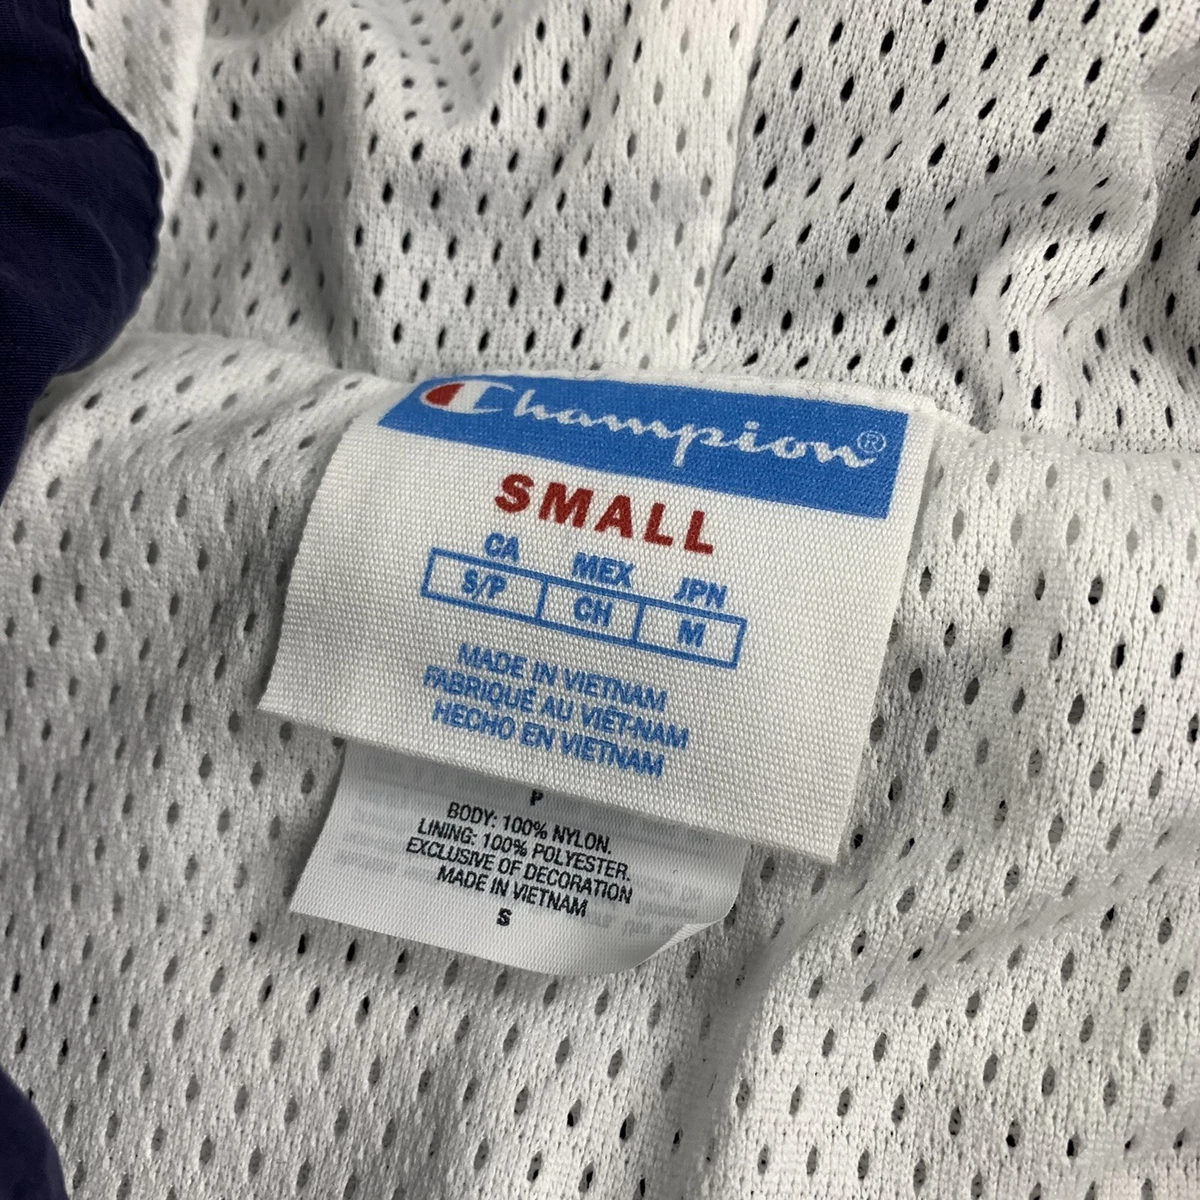 Champion®
SMALL
CA MEX JPN
S/P CH M
MADE IN VIETNAM
FABRIQUÉ AU VIÊT-NAM
HECHO EN VIETNAM
P
BODY: 100% NYLON.
LINING: 100% POLYESTER.
EXCLUSIVE OF DECORATION
MADE IN VIETNAM
S